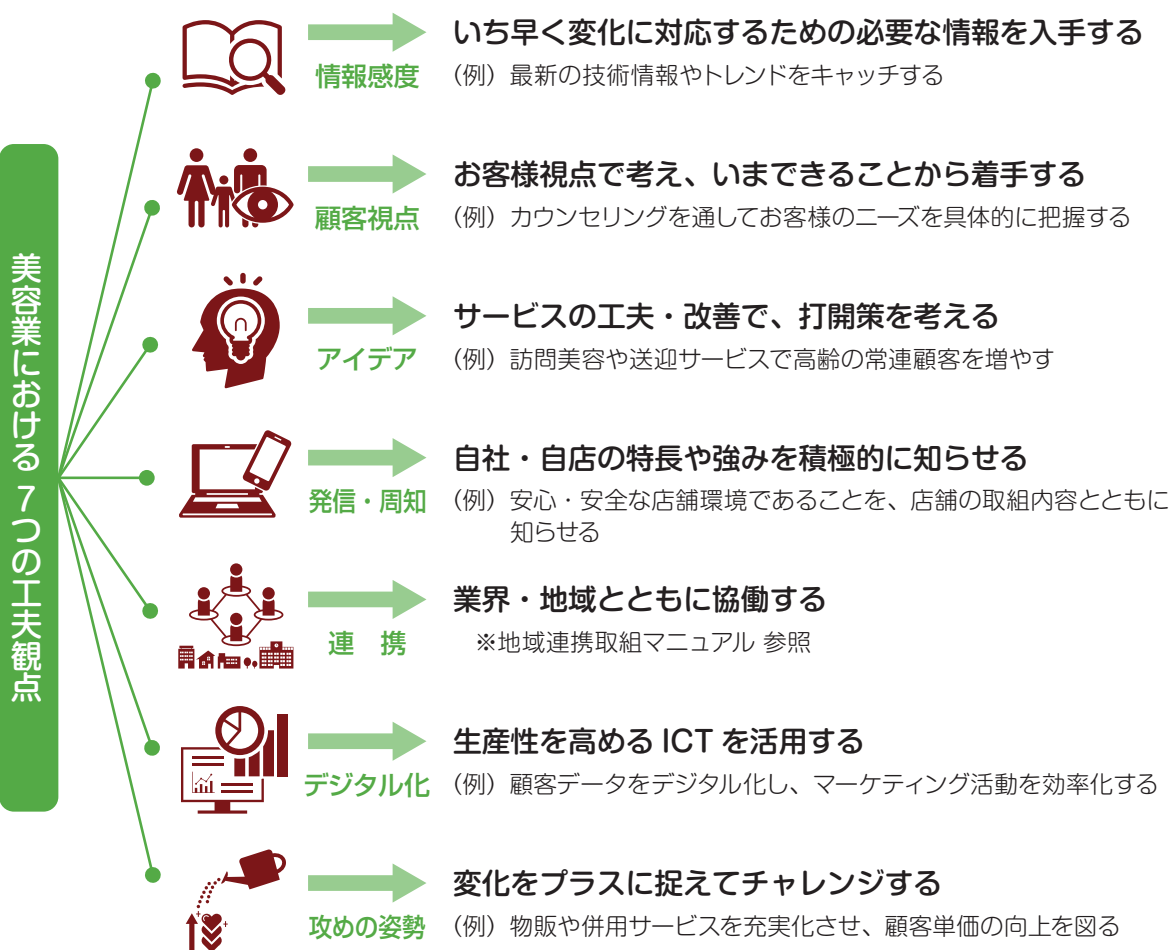 美容業における 7つの工夫観点
情報感度
いち早く変化に対応するための必要な情報を入手する
（例）最新の技術情報やトレンドをキャッチする
顧客視点
お客様視点で考え、いまできることから着手する
（例）カウンセリングを通してお客様のニーズを具体的に把握する
アイデア
サービスの工夫・改善で、打開策を考える
（例）訪問美容や送迎サービスで高齢の常連顧客を増やす
発信・周知
自社・自店の特長や強みを積極的に知らせる
（例）安心・安全な店舗環境であることを、店舗の取組内容とともに
知らせる
連　携
業界・地域とともに協働する
※地域連携取組マニュアル 参照
デジタル化
生産性を高める ICT を活用する
（例）顧客データをデジタル化し、マーケティング活動を効率化する
攻めの姿勢
変化をプラスに捉えてチャレンジする
（例）物販や併用サービスを充実化させ、顧客単価の向上を図る